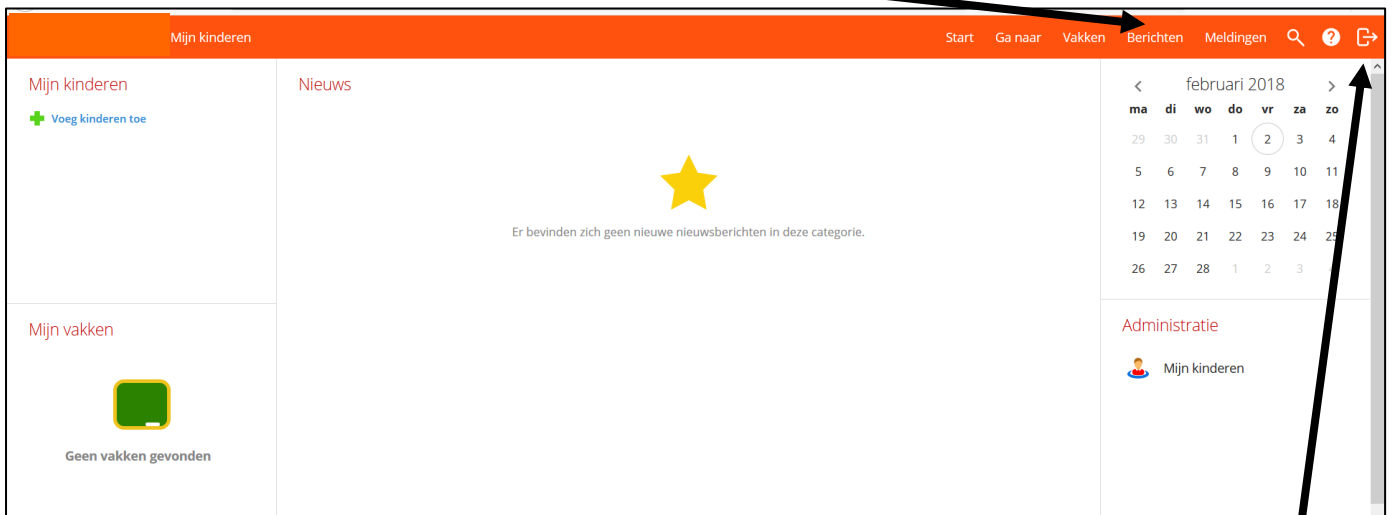 Mijn kinderen Start Ga naar Vakken Berichten Meldingen
Mijn kinderen
Voeg kinderen toe
Nieuws
Er bevinden zich geen nieuwe nieuwsberichten in deze categorie.
februari 2018
ma di wo do vr za zo
29 30 31 1 2 3 4
5 6 7 8 9 10 11
12 13 14 15 16 17 18
19 20 21 22 23 24 25
26 27 28 1 2 3
Mijn vakken
Geen vakken gevonden
Administratie
Mijn kinderen